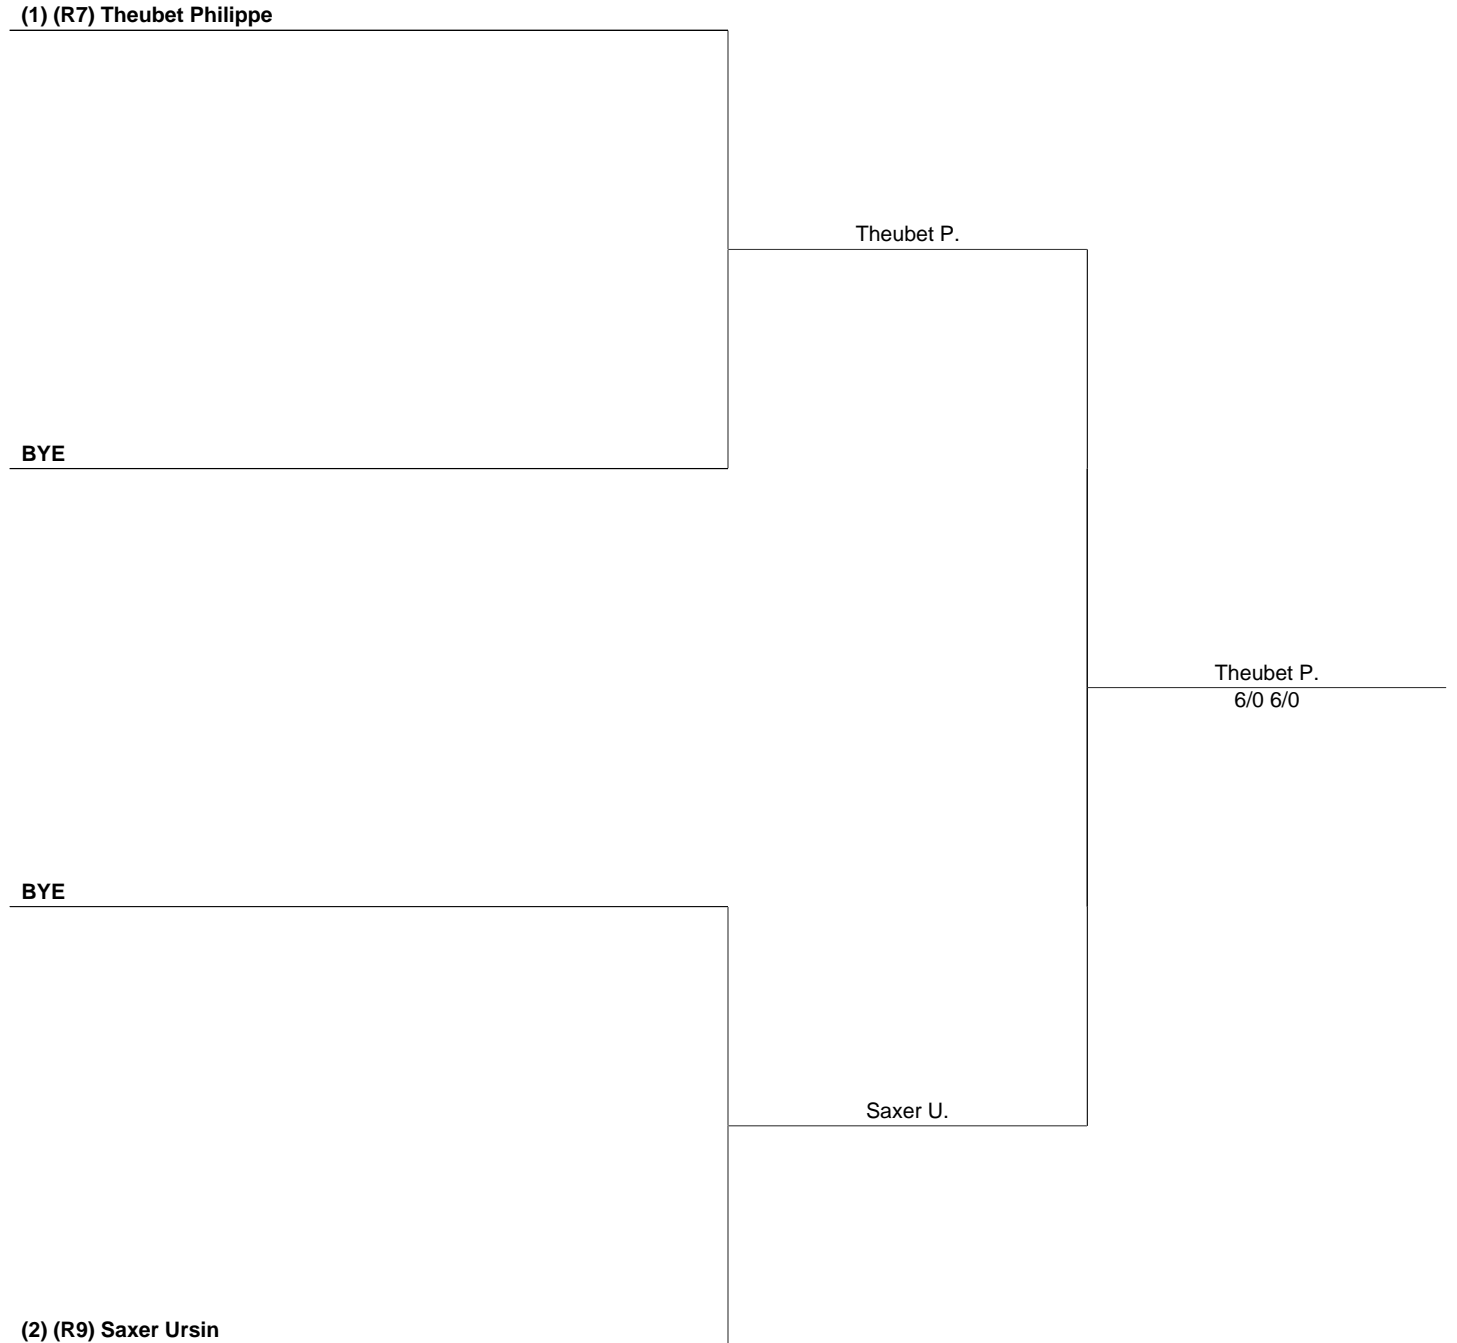 (1) (R7) Theubet Philippe
Theubet P.
BYE
Theubet P.
6/0 6/0
BYE
Saxer U.
(2) (R9) Saxer Ursin